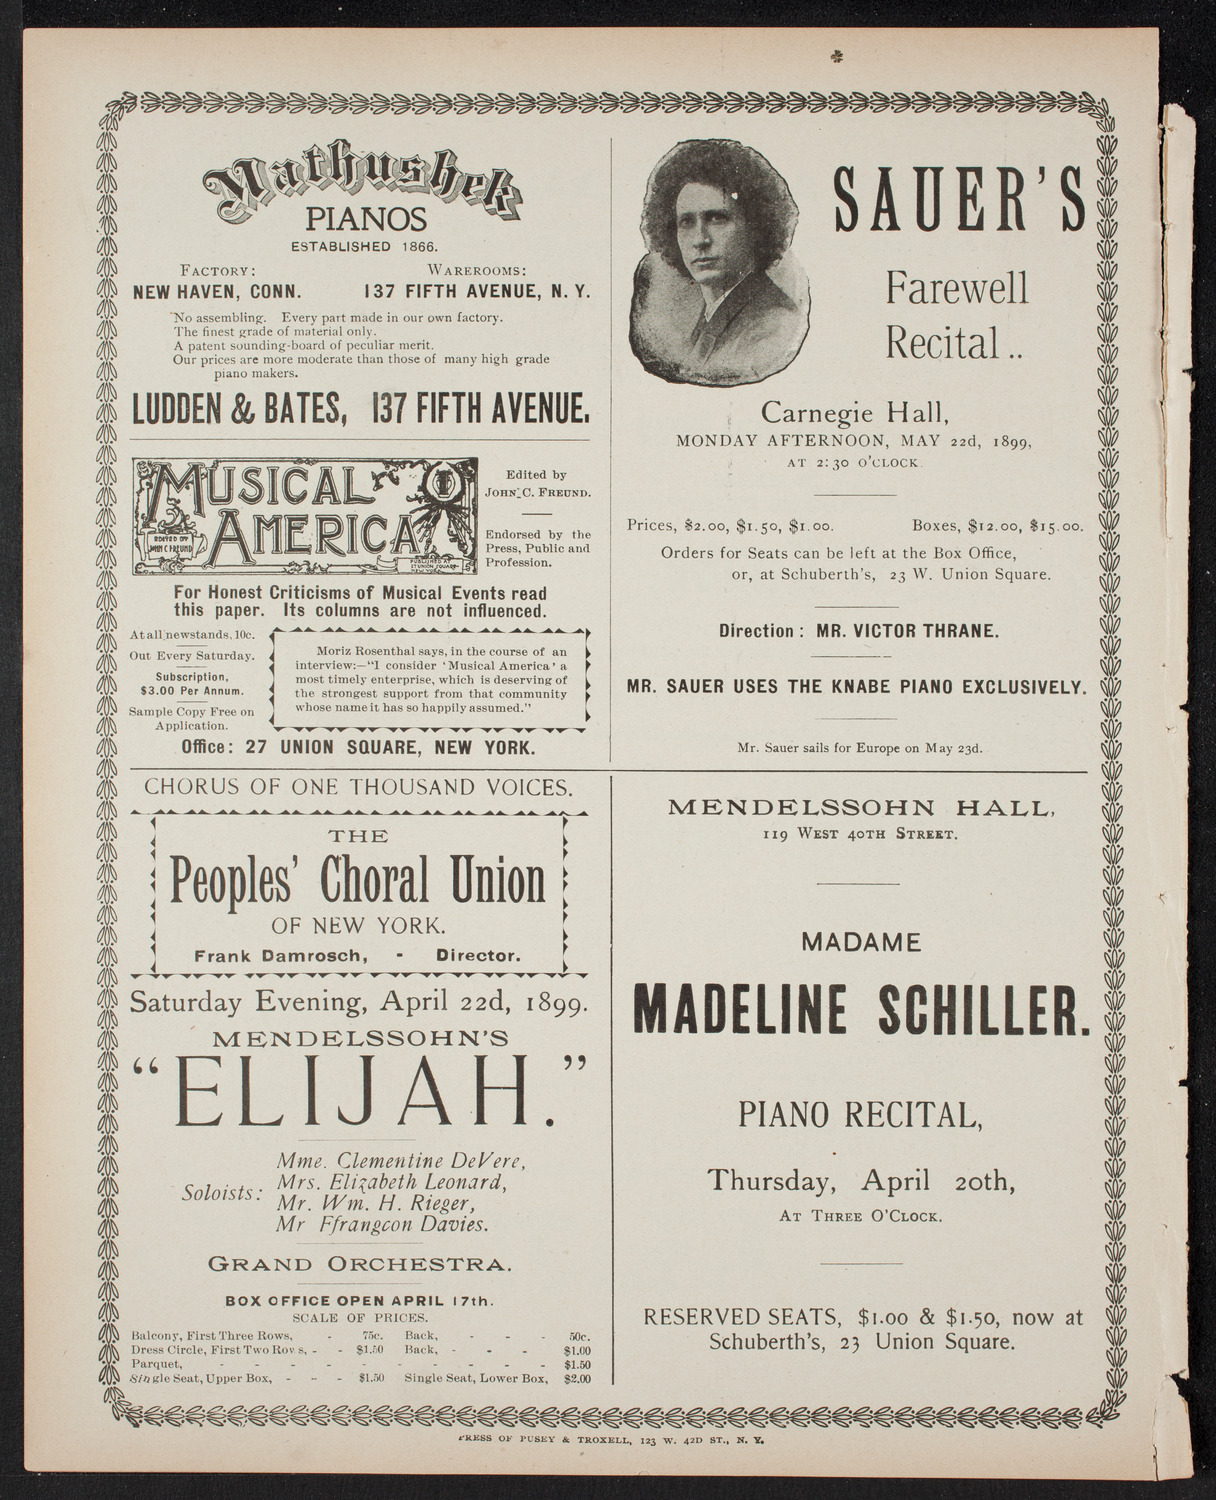 Mathushek
PIANOS
ESTABLISHED 1866.
FACTORY: WAREROOMS:
NEW HAVEN, CONN. 137 FIFTH AVENUE, N. Y.
No assembling. Every part made in our own factory.
The finest grade of material only.
A patent sounding-board of peculiar merit.
Our prices are more moderate than those of many high grade
piano makers.
LUDDEN & BATES, 137 FIFTH AVENUE.
MUSICAL
AMERICA
EDITED BY
JOHN C FREUND
PUBLISHED AT
27 UNION SQUARE
NEW YORK
Edited by
JOHN C. FREUND.
Endorsed by the
Press, Public and
Profession.
For Honest Criticisms of Musical Events read
this paper. Its columns are not influenced.
At all newstands, 10c.
Out Every Saturday.
Subscription,
$3.00 Per Annum.
Sample Copy Free on
Application.
Moriz Rosenthal says, in the course of an
interview:—"I consider 'Musical America' a
most timely enterprise, which is deserving of
the strongest support from that community
whose name it has so happily assumed."
Office: 27 UNION SQUARE, NEW YORK.
SAUER'S
Farewell
Recital ..
Carnegie Hall,
MONDAY AFTERNOON, MAY 22d, 1899,
AT 2:30 O'CLOCK.
Prices, $2.00, $1.50, $1.00. Boxes, $12.00, $15.00.
Orders for Seats can be left at the Box Office,
or, at Schuberth's, 23 W. Union Square.
Direction: MR. VICTOR THRANE.
MR. SAUER USES THE KNABE PIANO EXCLUSIVELY.
Mr. Sauer sails for Europe on May 23d.
CHORUS OF ONE THOUSAND VOICES.
THE
Peoples' Choral Union
OF NEW YORK.
Frank Damrosch, - Director.
Saturday Evening, April 22d, 1899.
MENDELSSOHN'S
"ELIJAH."
Soloists:
Mme. Clementine DeVere,
Mrs. Elizabeth Leonard,
Mr. Wm. H. Rieger,
Mr Ffrangcon Davies.
GRAND ORCHESTRA.
BOX OFFICE OPEN APRIL 17th.
SCALE OF PRICES.
Balcony, First Three Rows, - 75c. Back, - - - 50c.
Dress Circle, First Two Rows, - - $1.50 Back, - - - $1.00
Parquet, - - - - - - - - - - $1.50
Single Seat, Upper Box, - - - $1.50 Single Seat, Lower Box, $2.00
MENDELSSOHN HALL,
119 WEST 40TH STREET.
MADAME
MADELINE SCHILLER.
PIANO RECITAL,
Thursday, April 20th,
AT THREE O'CLOCK.
RESERVED SEATS, $1.00 & $1.50, now at
Schuberth's, 23 Union Square.
PRESS OF PUSEY & TROXELL, 123 W. 42D ST., N. Y.